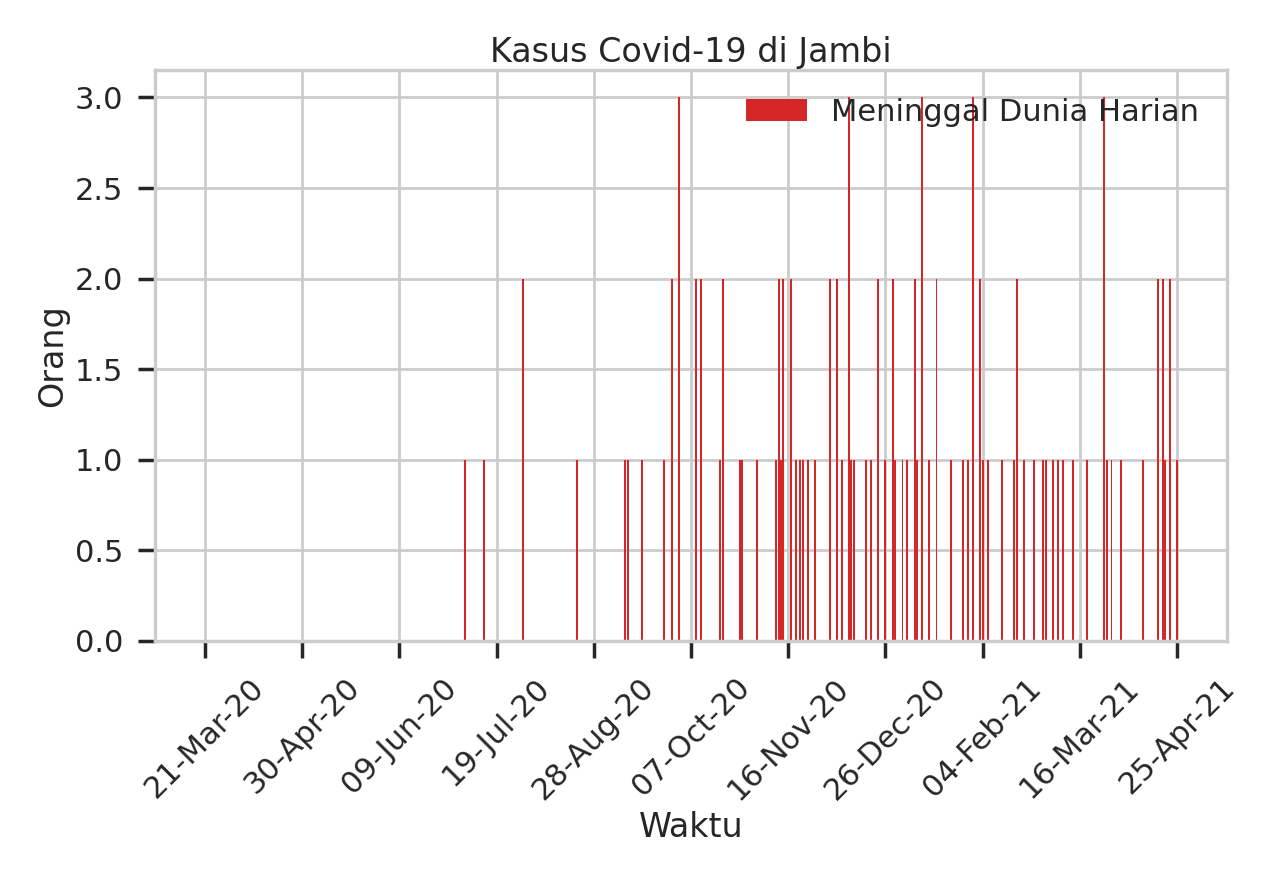 Kasus Covid-19 di Jambi
Meninggal Dunia Harian
Orang
3.0
2.5
2.0
1.5
1.0
0.5
0.0
21-Mar-20
30-Apr-20
09-Jun-20
19-Jul-20
28-Aug-20
07-Oct-20
16-Nov-20
26-Dec-20
04-Feb-21
16-Mar-21
25-Apr-21
Waktu